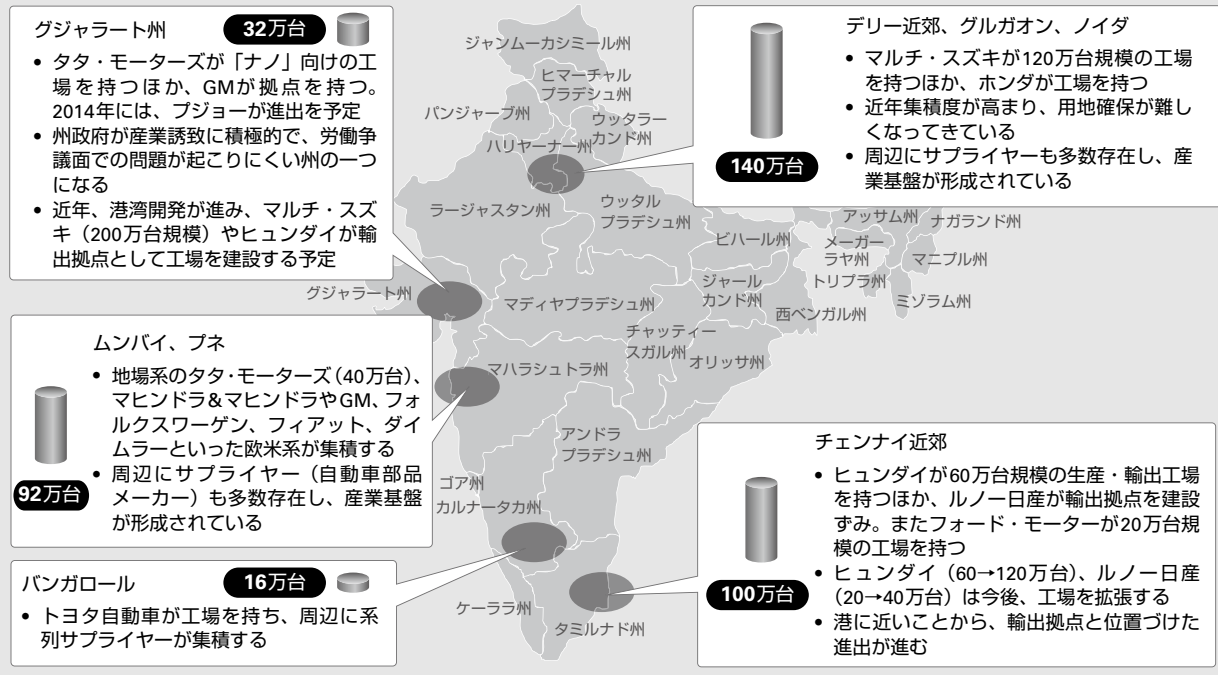 グジャラート州
32万台
• タタ・モーターズが「ナノ」向けの工
場を持つほか、GMが拠点を持つ。
2014年には、プジョーが進出を予定
• 州政府が産業誘致に積極的で、労働争
議面での問題が起こりにくい州の一つ
になる
• 近年、港湾開発が進み、マルチ・スズ
キ（200万台規模）やヒュンダイが輸
出拠点として工場を建設する予定
デリー近郊、グルガオン、ノイダ
• マルチ・スズキが120万台規模の工場
を持つほか、ホンダが工場を持つ
• 近年集積度が高まり、用地確保が難し
くなってきている
• 周辺にサプライヤーも多数存在し、産
業基盤が形成されている
140万台
ジャンムーカシミール州
ヒマーチャル
プラデシュ州
パンジャーブ州
ウッタラー
カンド州
ハリヤーナー州
ラージャスタン州
ウッタル
プラデシュ州
ビハール州
アッサム州
ナガランド州
メーガー
ラヤ州
マニプル州
トリプラ州
ミゾラム州
グジャラート州
マディヤプラデシュ州
ジャール
カンド州
西ベンガル州
チャッティー
スガル州
オリッサ州
マハラシュトラ州
アンドラ
プラデシュ州
ゴア州
カルナータカ州
ケーララ州
タミルナド州
ムンバイ、プネ
• 地場系のタタ・モーターズ（40万台）、
マヒンドラ&マヒンドラやGM、フォ
ルクスワーゲン、フィアット、ダイ
ムラーといった欧米系が集積する
• 周辺にサプライヤー（自動車部品
メーカー）も多数存在し、産業基盤
が形成されている
92万台
バンガロール
16万台
• トヨタ自動車が工場を持ち、周辺に系
列サプライヤーが集積する
チェンナイ近郊
• ヒュンダイが60万台規模の生産・輸出工場
を持つほか、ルノー日産が輸出拠点を建設
ずみ。またフォード・モーターが20万台規
模の工場を持つ
• ヒュンダイ（60→120万台）、ルノー日産
（20→40万台）は今後、工場を拡張する
• 港に近いことから、輸出拠点と位置づけた
進出が進む
100万台